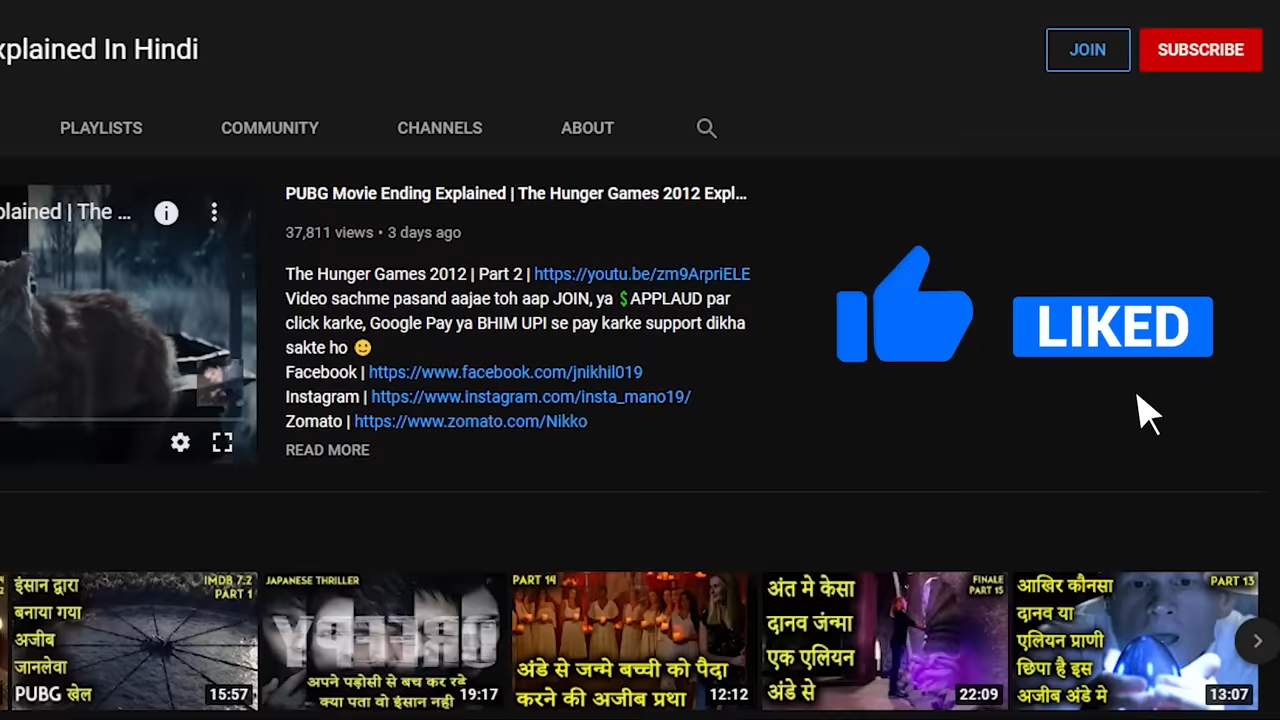 xplained In Hindi
JOIN
SUBSCRIBE
PLAYLISTS
COMMUNITY
CHANNELS
ABOUT
plained | The ...
i
PUBG Movie Ending Explained | The Hunger Games 2012 Expl...
37,811 views • 3 days ago
The Hunger Games 2012 | Part 2 | https://youtu.be/zm9ArpriELE
Video sachme pasand aajae toh aap JOIN, ya $APPLAUD par
click karke, Google Pay ya BHIM UPI se pay karke support dikha
sakte ho 🙂
Facebook | https://www.facebook.com/jnikhil019
Instagram | https://www.instagram.com/insta_mano19/
Zomato | https://www.zomato.com/Nikko
READ MORE
LIKED
इंसान द्वारा
बनाया गया
अजीब
जानलेवा
PUBG खेल
IMDB 7.2
PART 1
15:57
JAPANESE THRILLER
CREEPY
अपने पड़ोसी से बच कर रहे
क्या पता वो इंसान नही
19:17
PART 14
अंडे से जन्मे बच्ची को पैदा
करने की अजीब प्रथा
12:12
अंत मे केसा
दानव जंन्मा
एक एलियन
अंडे से
FINALE
PART 15
22:09
आखिर कौनसा
दानव या
एलियन प्राणी
छिपा है इस
अजीब अंडे मे
PART 13
13:07